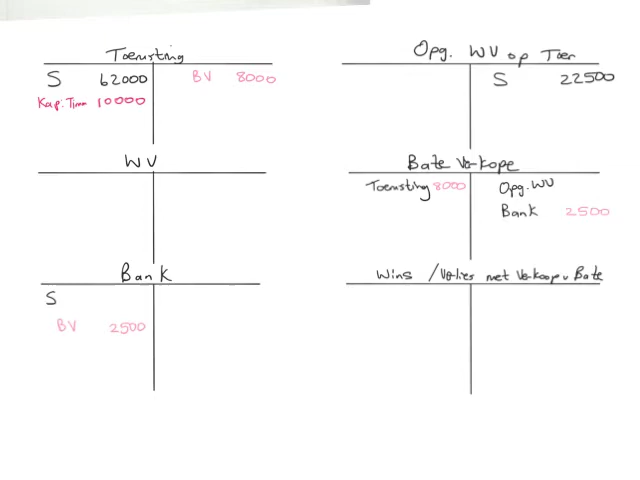 Toerusting
S 62000 BV 8000
Kap: Timm 10000
Opg. WV op Toer
S 22500
WV
Bate Verkope
Toerusting 8000 Opg. WV
Bank 2500
Bank
S
BV 2500
Wins / Verlies met Verkoop v Bate